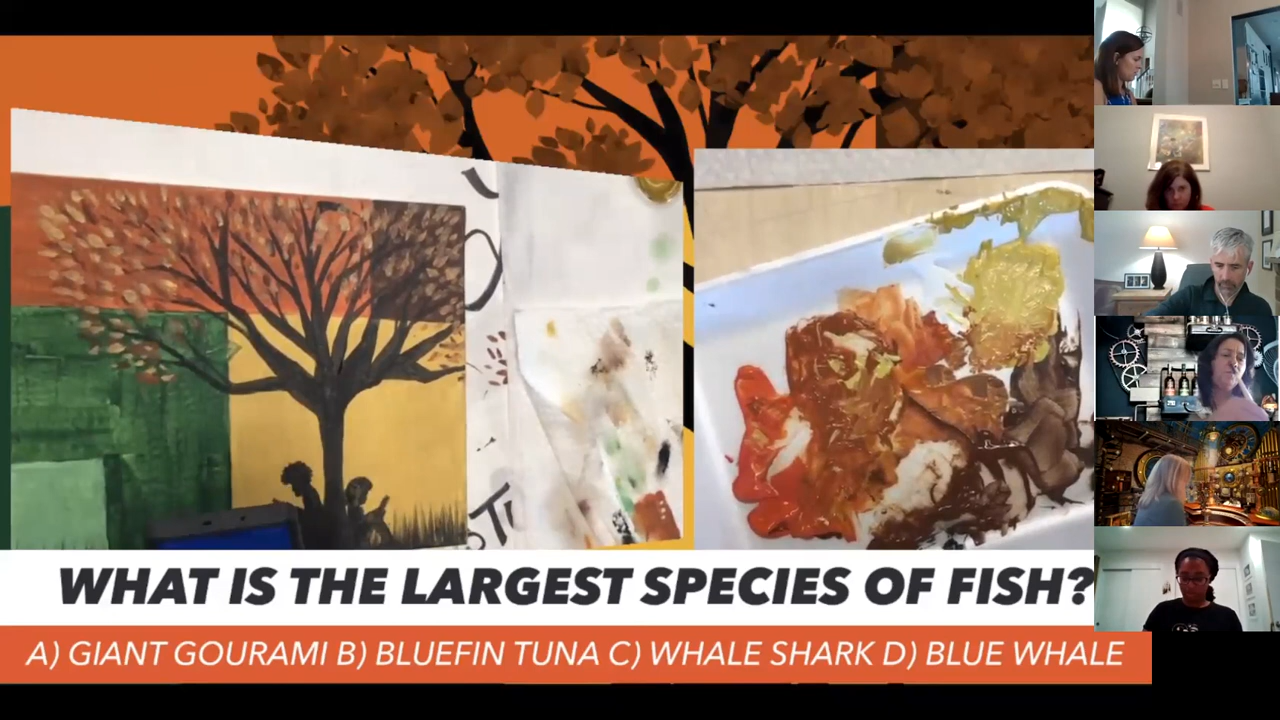 WHAT IS THE LARGEST SPECIES OF FISH?
A) GIANT GOURAMI B) BLUEFIN TUNA C) WHALE SHARK D) BLUE WHALE